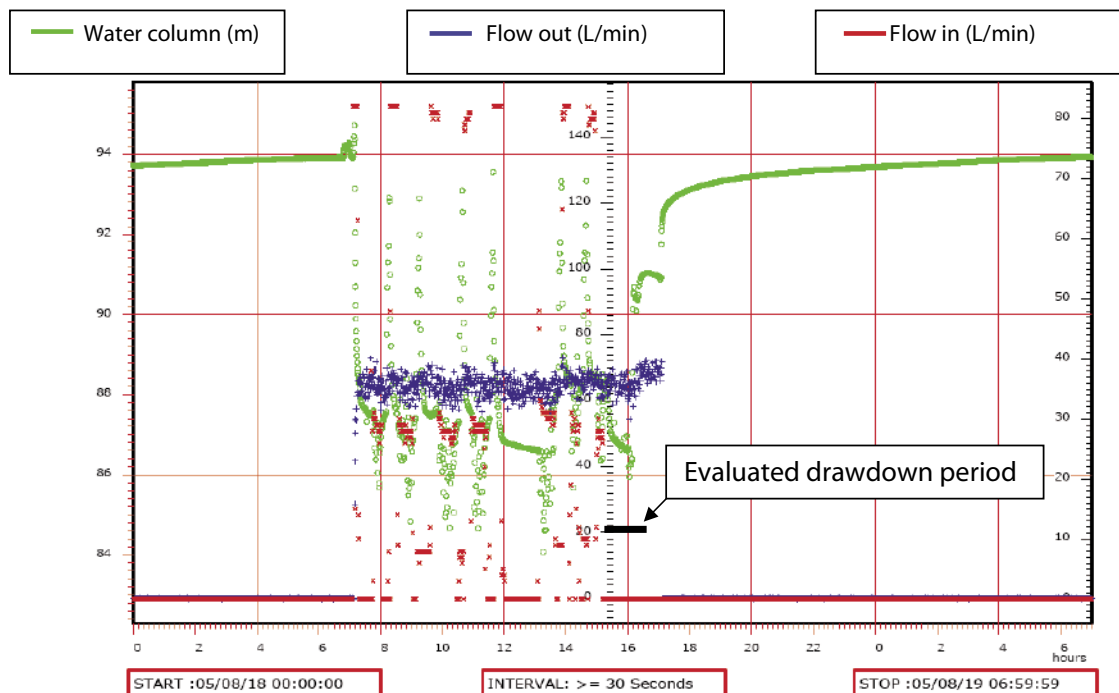 Water column (m)
Flow out (L/min)
Flow in (L/min)
94
92
90
88
86
84
140
120
100
80
60
40
20
0
80
70
60
50
40
30
20
10
0
Evaluated drawdown period
0 2 4 6 8 10 12 14 16 18 20 22 0 2 4 6
hours
START :05/08/18 00:00:00
INTERVAL: >= 30 Seconds
STOP :05/08/19 06:59:59